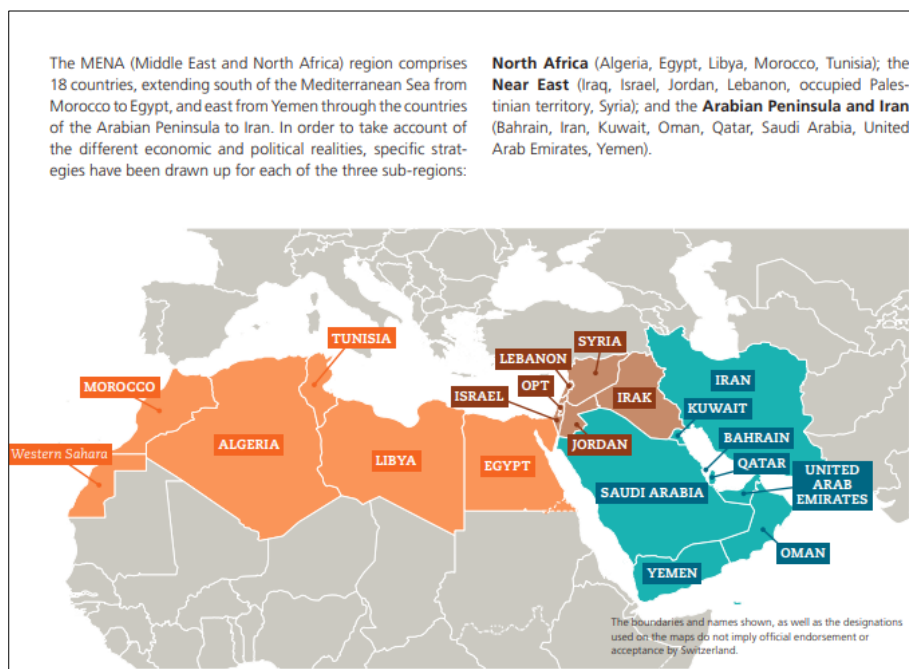 The MENA (Middle East and North Africa) region comprises
18 countries, extending south of the Mediterranean Sea from
Morocco to Egypt, and east from Yemen through the countries
of the Arabian Peninsula to Iran. In order to take account of
the different economic and political realities, specific strat-
egies have been drawn up for each of the three sub-regions:
North Africa (Algeria, Egypt, Libya, Morocco, Tunisia); the
Near East (Iraq, Israel, Jordan, Lebanon, occupied Pales-
tinian territory, Syria); and the Arabian Peninsula and Iran
(Bahrain, Iran, Kuwait, Oman, Qatar, Saudi Arabia, United
Arab Emirates, Yemen).
TUNISIA
SYRIA
LEBANON
MOROCCO
OPT
IRAN
ISRAEL
IRAK
KUWAIT
ALGERIA
JORDAN
BAHRAIN
Western Sahara
LIBYA
EGYPT
QATAR
SAUDI ARABIA
UNITED
ARAB
EMIRATES
OMAN
YEMEN
The boundaries and names shown, as well as the designations
used on the maps do not imply official endorsement or
acceptance by Switzerland.